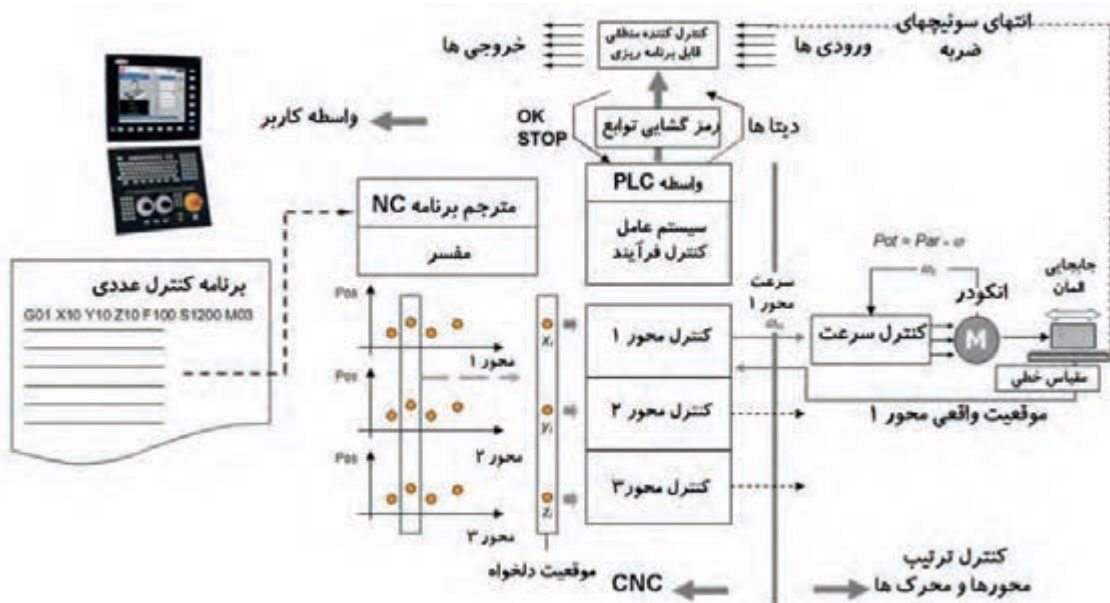 انتهای سوئیچهای
ضربه
ورودی ها
کنترل کننده منطقی
قابل برنامه ریزی
خروجی ها
دیتا ها
رمز گشایی توابع
OK
STOP
واسطه کاربر
واسطه PLC
سیستم عامل
کنترل فرآیند
مترجم برنامه NC
مفسر
برنامه کنترل عددی
G01 X10 Y10 Z10 F100 S1200 M03
Pos
محور ۱
Pos
محور ۲
Pos
محور ۳
xᵢ
yᵢ
zᵢ
موقعیت دلخواه
کنترل محور ۱
کنترل محور ۲
کنترل محور۳
سرعت
محور ۱
Pot = Par × ω
انکودر
جابجایی
المان
کنترل سرعت
M
مقیاس خطی
موقعیت واقعی محور ۱
CNC
کنترل ترتیب
محورها و محرک ها